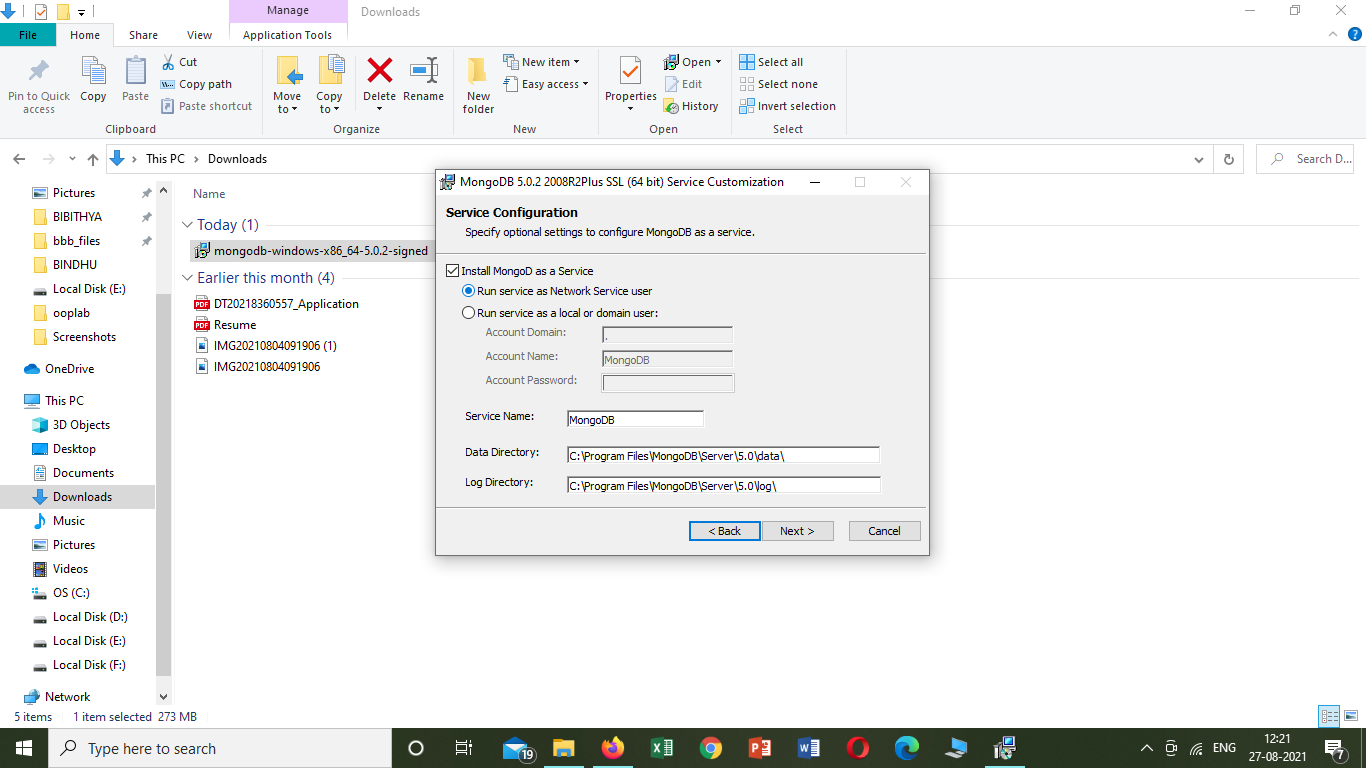 Manage
Downloads
File
Home
Share
View
Application Tools
Pin to Quick access
Copy
Paste
Cut
Copy path
Paste shortcut
Move to
Copy to
Delete
Rename
New folder
New item
Easy access
Properties
Open
Edit
History
Select all
Select none
Invert selection
Clipboard
Organize
New
Open
Select
This PC
Downloads
Search D...
Pictures
BIBITHYA
bbb_files
BINDHU
Local Disk (E:)
ooplab
Screenshots
OneDrive
This PC
3D Objects
Desktop
Documents
Downloads
Music
Pictures
Videos
OS (C:)
Local Disk (D:)
Local Disk (E:)
Local Disk (F:)
Network
Name
Today (1)
mongodb-windows-x86_64-5.0.2-signed
Earlier this month (4)
PDF DT20218360557_Application
PDF Resume
IMG20210804091906 (1)
IMG20210804091906
MongoDB 5.0.2 2008R2Plus SSL (64 bit) Service Customization
Service Configuration
Specify optional settings to configure MongoDB as a service.
Install MongoD as a Service
Run service as Network Service user
Run service as a local or domain user:
Account Domain: .
Account Name: MongoDB
Account Password:
Service Name: MongoDB
Data Directory: C:\Program Files\MongoDB\Server\5.0\data\
Log Directory: C:\Program Files\MongoDB\Server\5.0\log\
< Back
Next >
Cancel
5 items 1 item selected 273 MB
Type here to search
19
ENG
12:21
27-08-2021
7